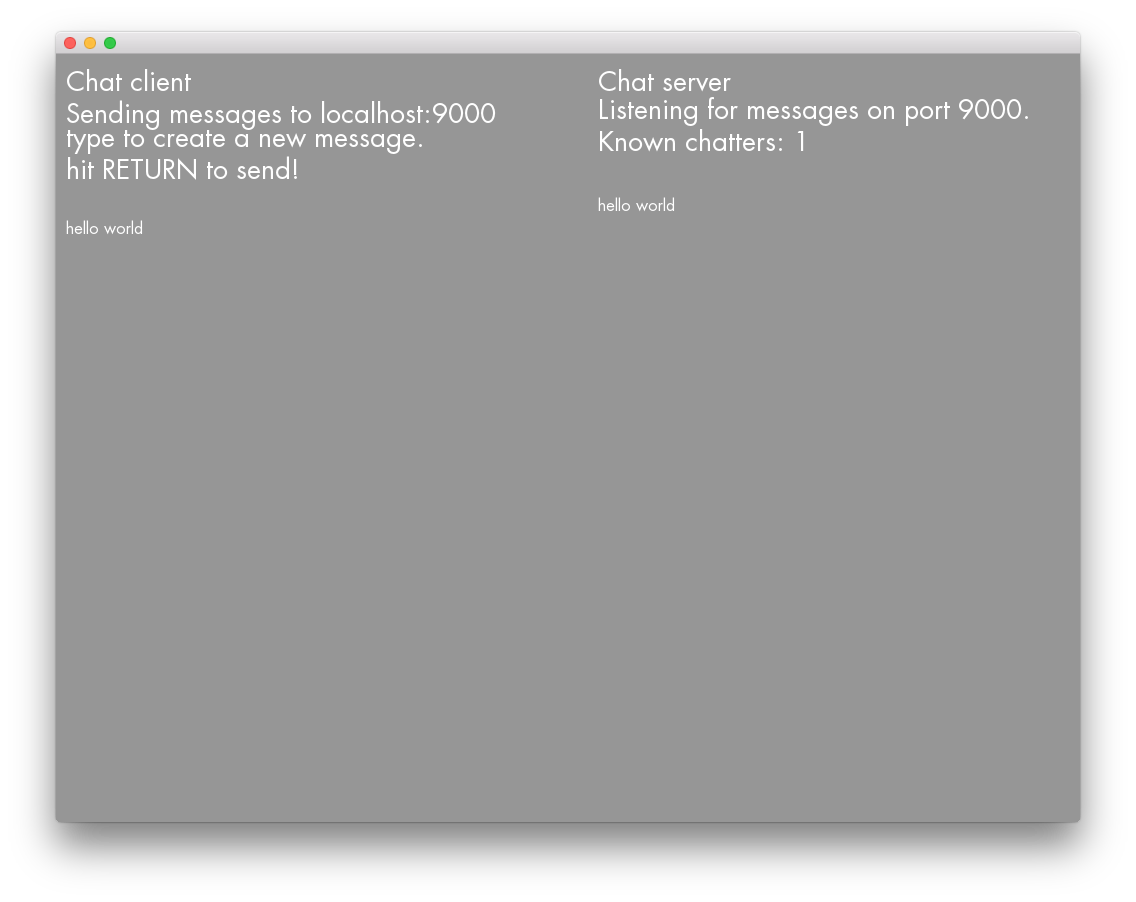 Chat client
Sending messages to localhost:9000
type to create a new message.
hit RETURN to send!
hello world
Chat server
Listening for messages on port 9000.
Known chatters: 1
hello world